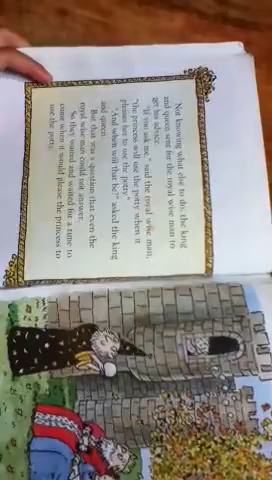 Not knowing what else to do, the king
and queen sent for the royal wise man to
get his advice.
"If you ask me," said the royal wise man,
"the princess will use the potty when it
pleases her to use the potty."
"And when will that be?" asked the king
and queen.
But that was a question that even the
royal wise man could not answer.
So they waited and waited for a time to
come when it would please the princess to
use the potty.